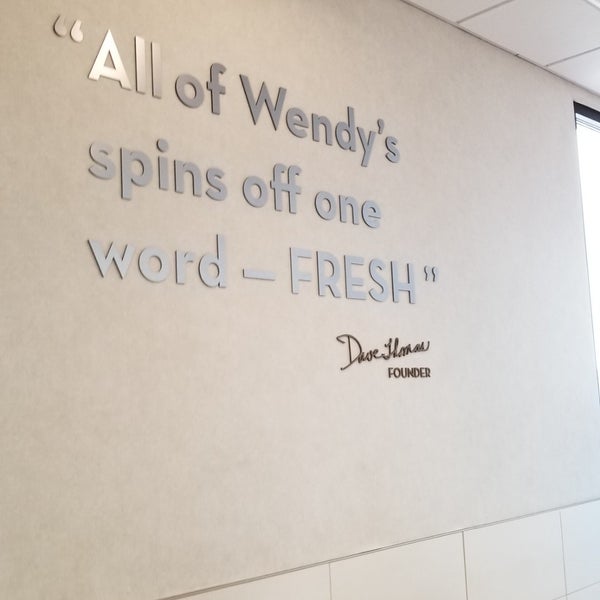 “All of Wendy’s
spins off one
word – FRESH”
Dave Thomas
FOUNDER